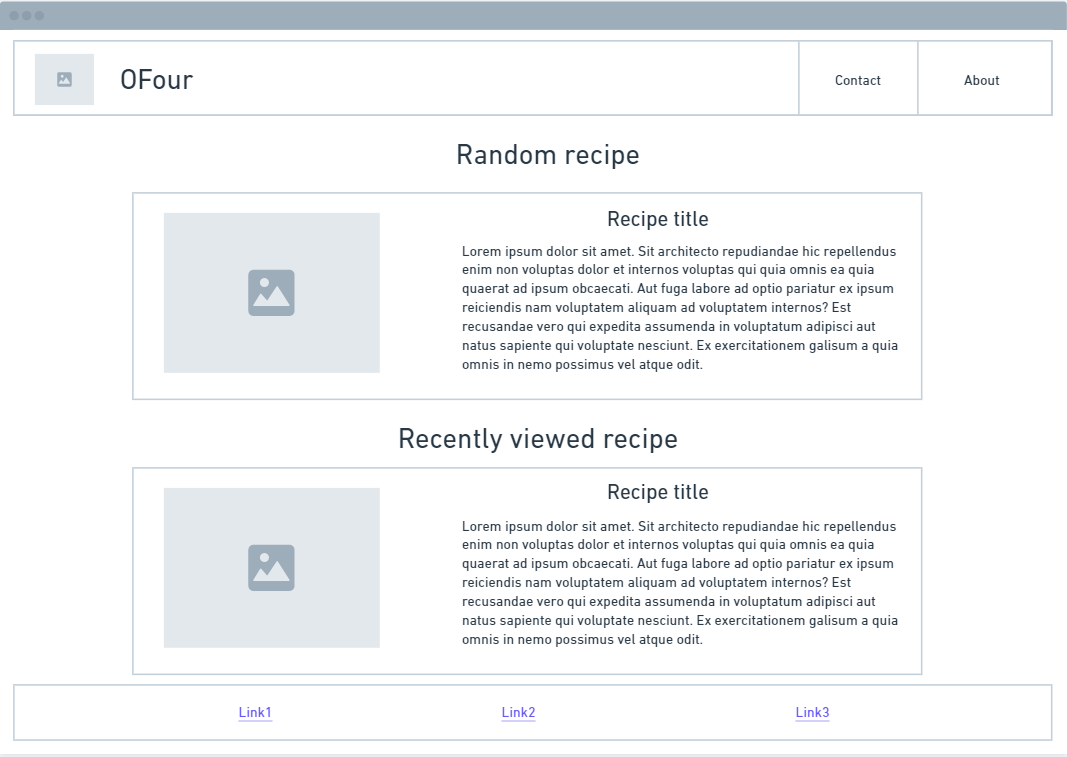 OFour
Contact
About
Random recipe
Recipe title
Lorem ipsum dolor sit amet. Sit architecto repudiandae hic repellendus
enim non voluptas dolor et internos voluptas qui quia omnis ea quia
quaerat ad ipsum obcaecati. Aut fuga labore ad optio pariatur ex ipsum
reiciendis nam voluptatem aliquam ad voluptatem internos? Est
recusandae vero qui expedita assumenda in voluptatum adipisci aut
natus sapiente qui voluptate nesciunt. Ex exercitationem galisum a quia
omnis in nemo possimus vel atque odit.
Recently viewed recipe
Recipe title
Lorem ipsum dolor sit amet. Sit architecto repudiandae hic repellendus
enim non voluptas dolor et internos voluptas qui quia omnis ea quia
quaerat ad ipsum obcaecati. Aut fuga labore ad optio pariatur ex ipsum
reiciendis nam voluptatem aliquam ad voluptatem internos? Est
recusandae vero qui expedita assumenda in voluptatum adipisci aut
natus sapiente qui voluptate nesciunt. Ex exercitationem galisum a quia
omnis in nemo possimus vel atque odit.
Link1
Link2
Link3